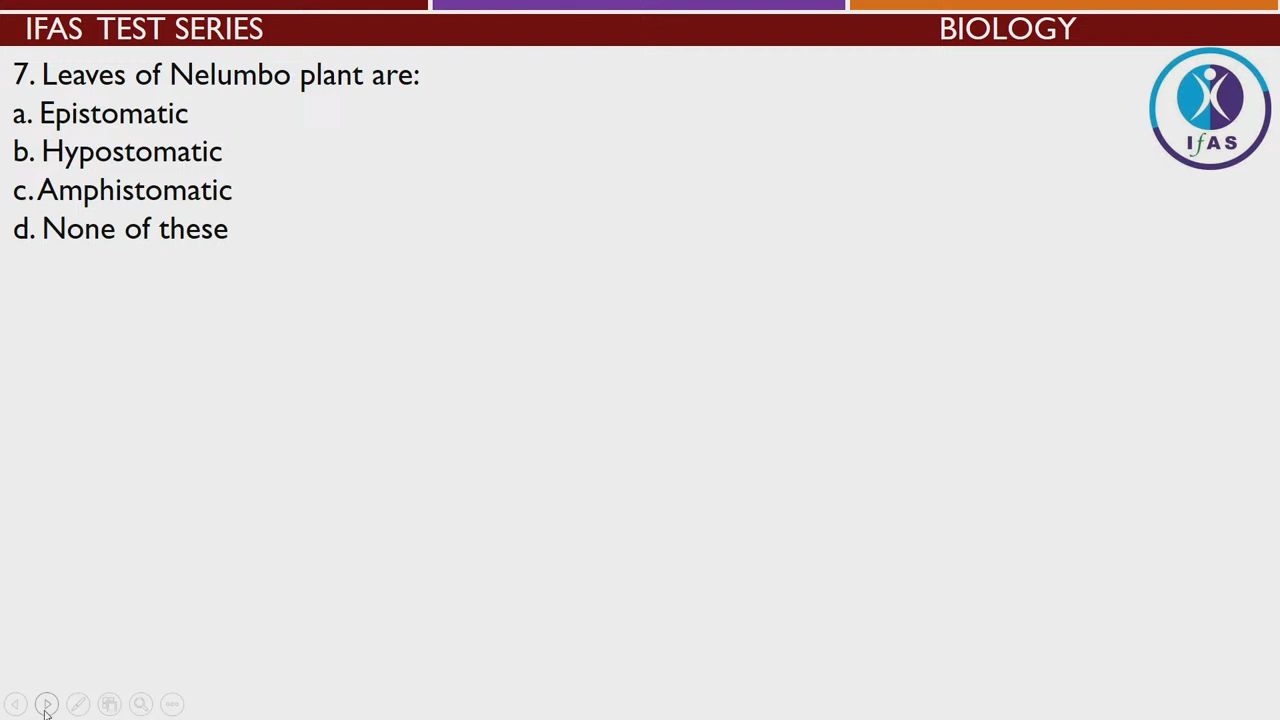 IFAS TEST SERIES BIOLOGY
7. Leaves of Nelumbo plant are:
a. Epistomatic
b. Hypostomatic
c. Amphistomatic
d. None of these
IfAS